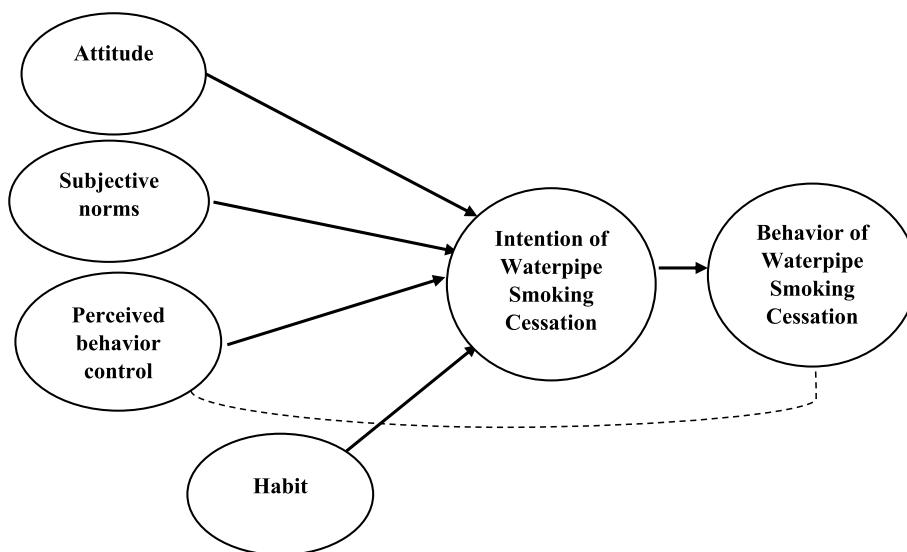 Attitude
Subjective
norms
Perceived
behavior
control
Habit
Intention of
Waterpipe
Smoking
Cessation
Behavior of
Waterpipe
Smoking
Cessation